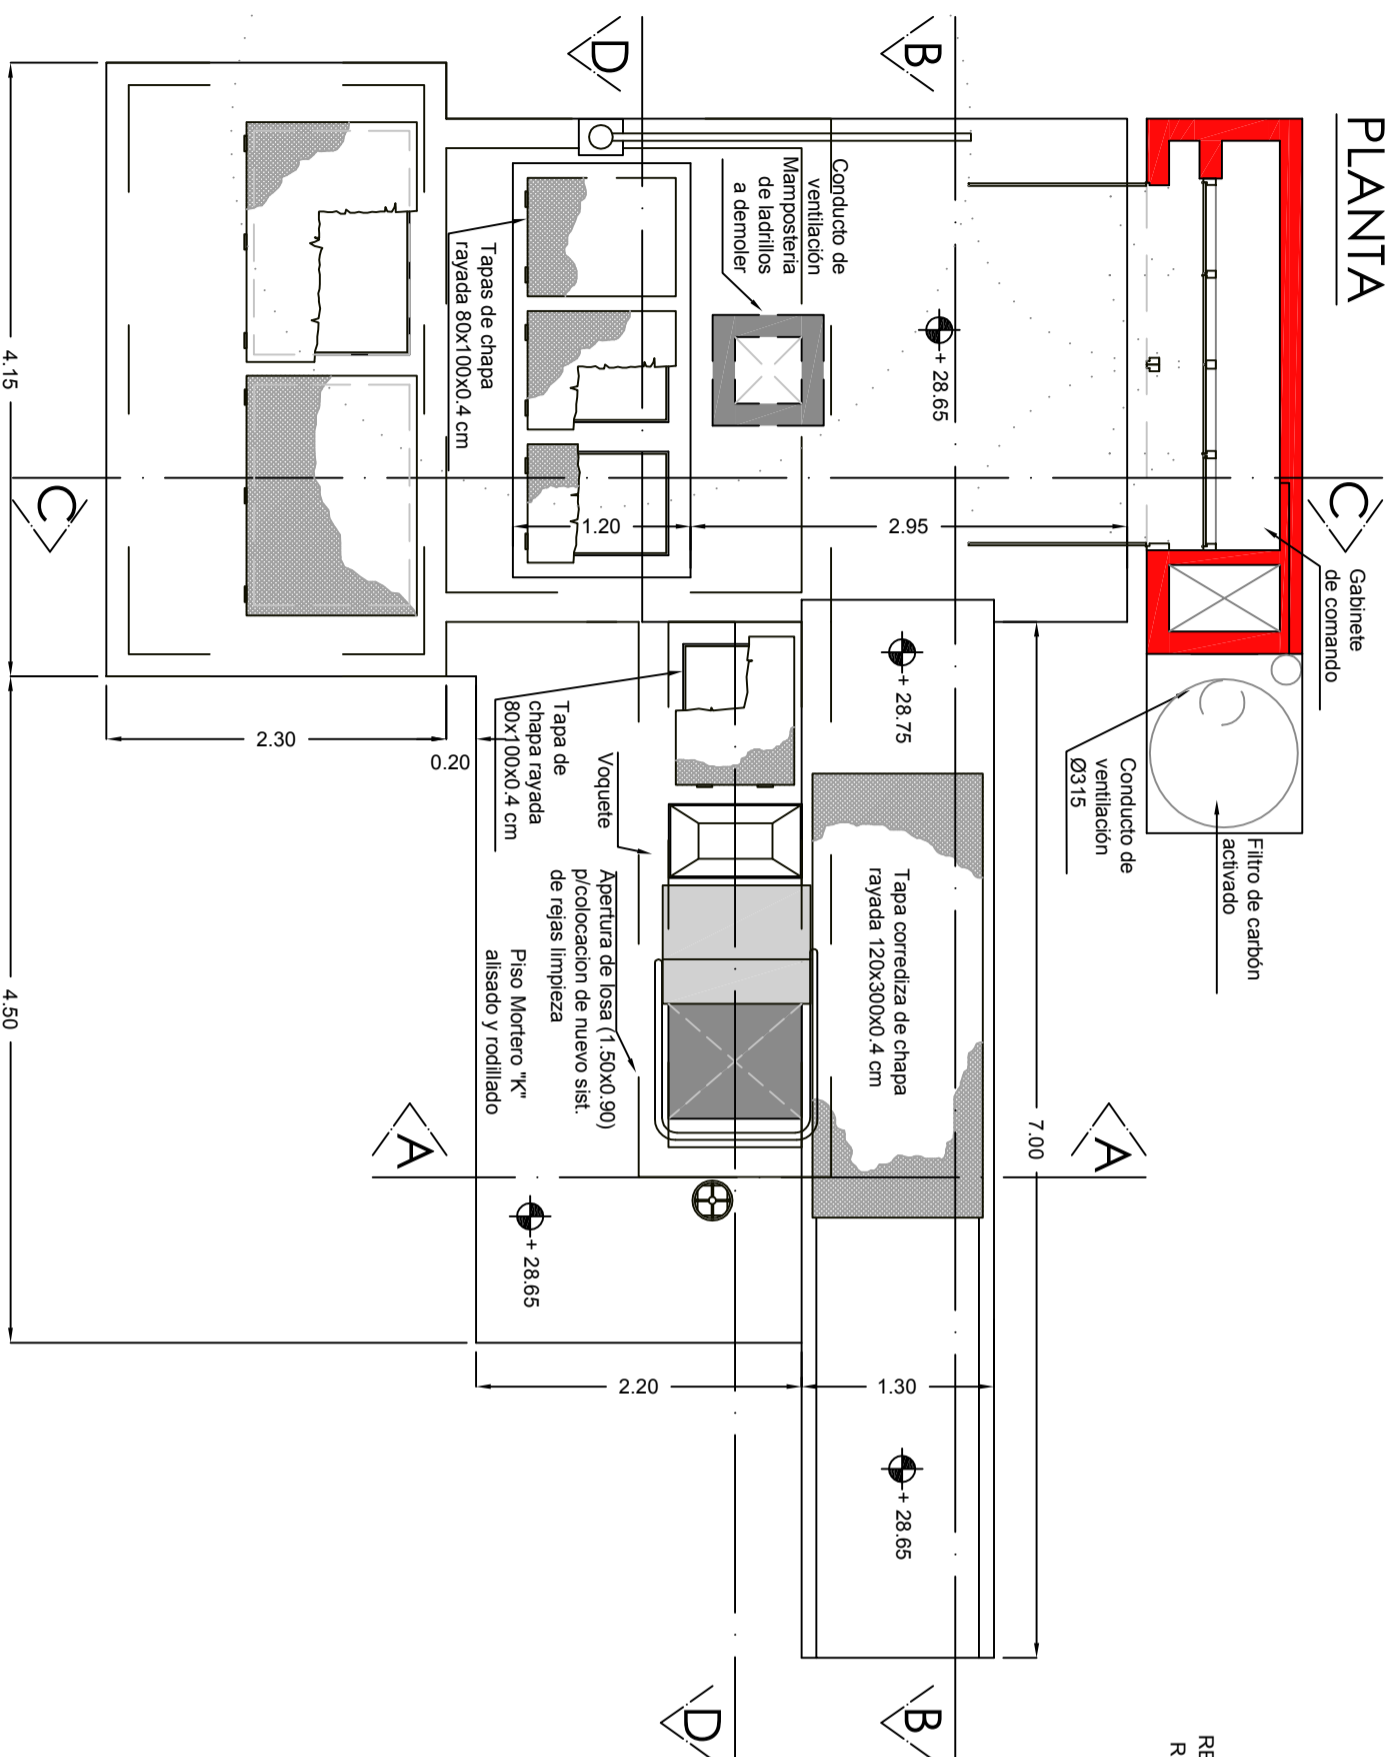 PLANTA
B
D
C
Gabinete
de comando
Conducto de
ventilación
Mamposteria
de ladrillos
a demoler
+ 28.65
Tapas de chapa
rayada 80x100x0.4 cm
1.20
2.95
4.15
C
Filtro de carbón
activado
Conducto de
ventilación
Ø315
+ 28.75
Tapa de
chapa rayada
80x100x0.4 cm
2.30
0.20
Voquete
Apertura de losa (1.50x0.90)
p/colocacion de nuevo sist.
de rejas limpieza
Tapa corrediza de chapa
rayada 120x300x0.4 cm
Piso Mortero "K"
alisado y rodillado
7.00
A
A
4.50
+ 28.65
2.20
1.30
+ 28.65
B
D